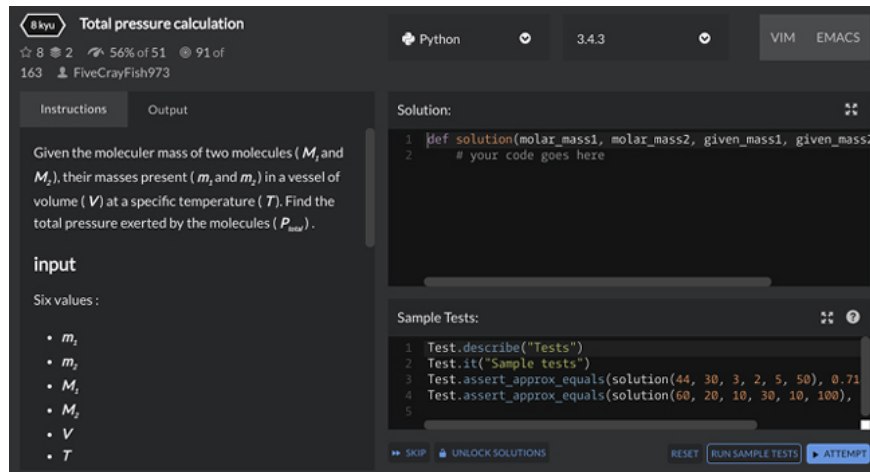 8 kyu Total pressure calculation
8 2 56% of 51 91 of
163 FiveCrayFish973
Instructions Output
Given the moleculer mass of two molecules ( M₁ and
M₂), their masses present ( m₁ and m₂) in a vessel of
volume ( V) at a specific temperature ( T). Find the
total pressure exerted by the molecules ( Pₜₒₜₐₗ) .
input
Six values :
• m₁
• m₂
• M₁
• M₂
• V
• T
Python 3.4.3 VIM EMACS
Solution:
1 def solution(molar_mass1, molar_mass2, given_mass1, given_mass2
2 # your code goes here
Sample Tests:
1 Test.describe("Tests")
2 Test.it("Sample tests")
3 Test.assert_approx_equals(solution(44, 30, 3, 2, 5, 50), 0.71
4 Test.assert_approx_equals(solution(60, 20, 10, 30, 10, 100),
5
SKIP UNLOCK SOLUTIONS RESET RUN SAMPLE TESTS ATTEMPT